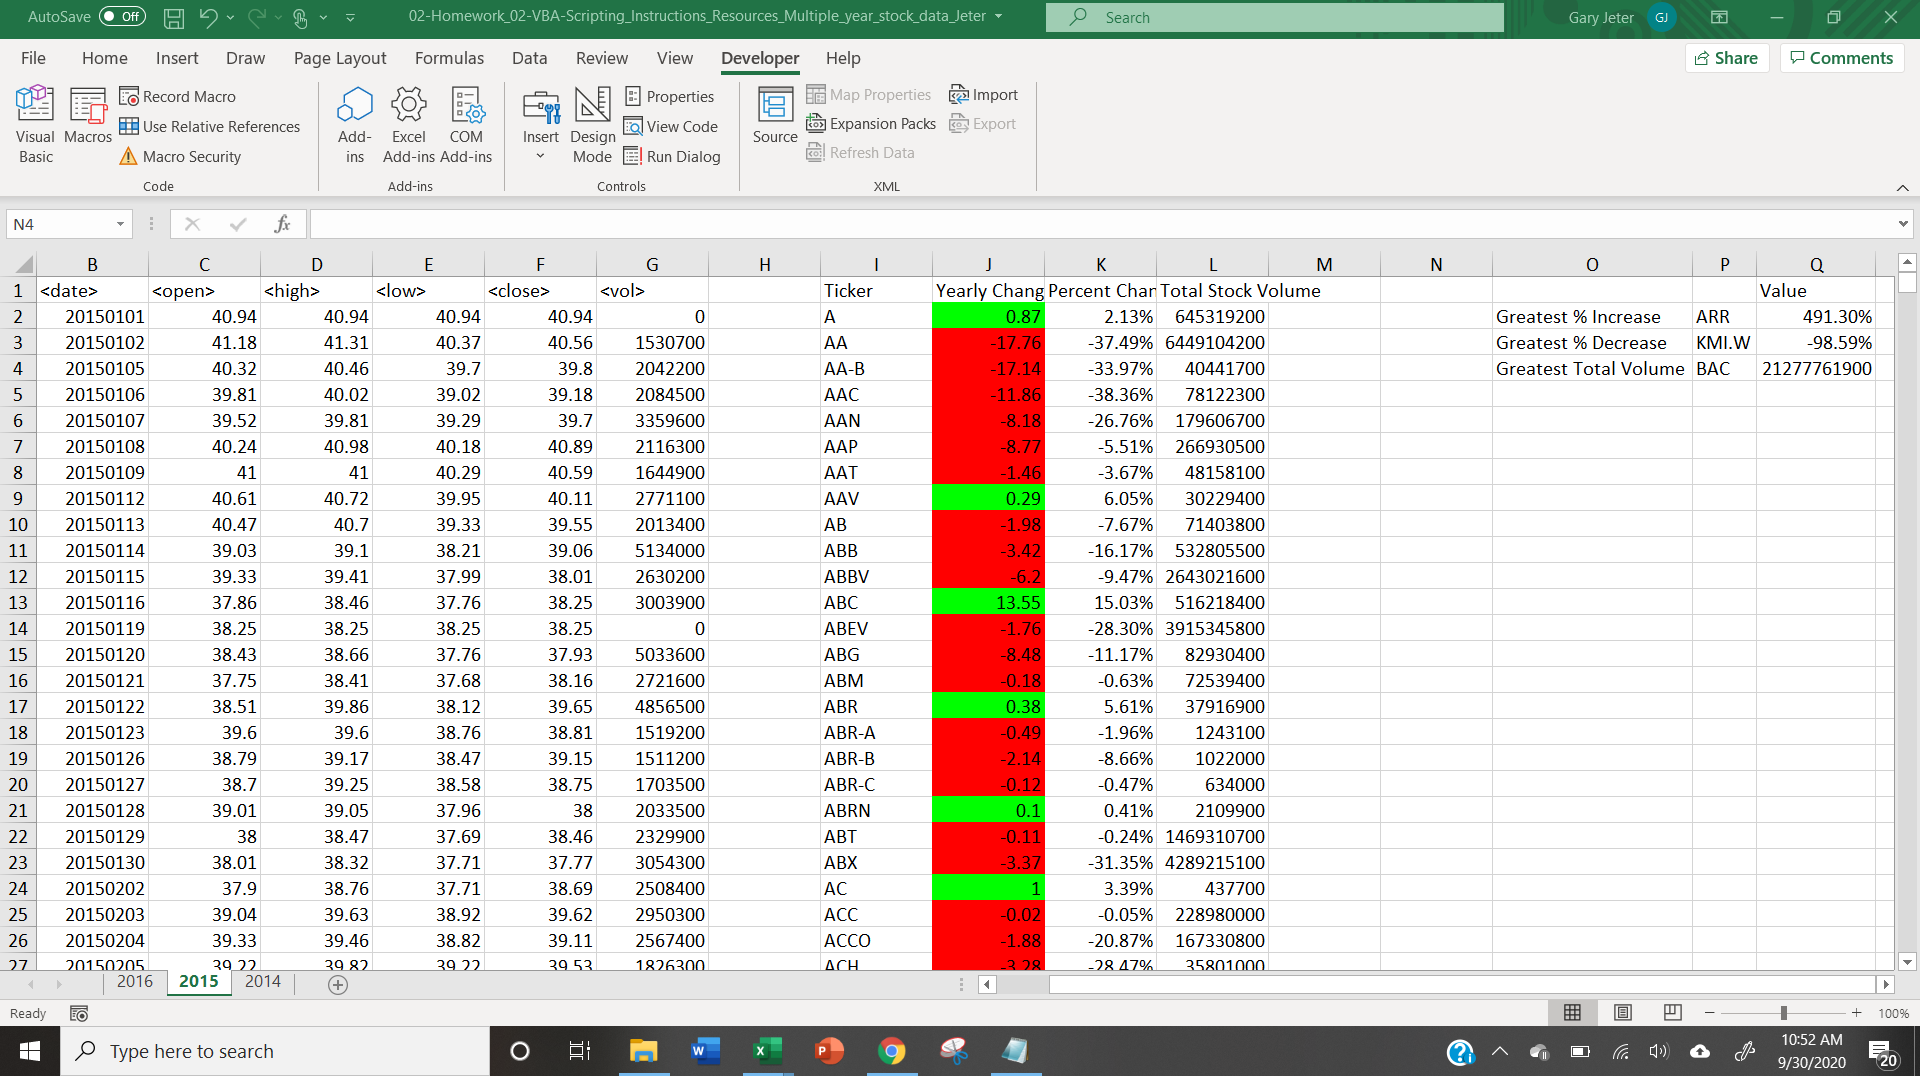 AutoSave Off 02-Homework_02-VBA-Scripting_Instructions_Resources_Multiple_year_stock_data_Jeter Search Gary Jeter GJ
File Home Insert Draw Page Layout Formulas Data Review View Developer Help Share Comments
Visual Basic Macros Record Macro Use Relative References Macro Security
Add-ins Excel Add-ins COM Add-ins
Insert Design Mode Properties View Code Run Dialog
Source Map Properties Expansion Packs Refresh Data Import Export
Code Add-ins Controls XML
N4 fx
B C D E F G H I J K L M N O P Q
1 <date> <open> <high> <low> <close> <vol> Ticker Yearly Chang Percent Chan Total Stock Volume Value
2 20150101 40.94 40.94 40.94 40.94 0 A 0.87 2.13% 645319200 Greatest % Increase ARR 491.30%
3 20150102 41.18 41.31 40.37 40.56 1530700 AA -17.76 -37.49% 6449104200 Greatest % Decrease KMI.W -98.59%
4 20150105 40.32 40.46 39.7 39.8 2042200 AA-B -17.14 -33.97% 40441700 Greatest Total Volume BAC 21277761900
5 20150106 39.81 40.02 39.02 39.18 2084500 AAC -11.86 -38.36% 78122300
6 20150107 39.52 39.81 39.29 39.7 3359600 AAN -8.18 -26.76% 179606700
7 20150108 40.24 40.98 40.18 40.89 2116300 AAP -8.77 -5.51% 266930500
8 20150109 41 41 40.29 40.59 1644900 AAT -1.46 -3.67% 48158100
9 20150112 40.61 40.72 39.95 40.11 2771100 AAV 0.29 6.05% 30229400
10 20150113 40.47 40.7 39.33 39.55 2013400 AB -1.98 -7.67% 71403800
11 20150114 39.03 39.1 38.21 39.06 5134000 ABB -3.42 -16.17% 532805500
12 20150115 39.33 39.41 37.99 38.01 2630200 ABBV -6.2 -9.47% 2643021600
13 20150116 37.86 38.46 37.76 38.25 3003900 ABC 13.55 15.03% 516218400
14 20150119 38.25 38.25 38.25 38.25 0 ABEV -1.76 -28.30% 3915345800
15 20150120 38.43 38.66 37.76 37.93 5033600 ABG -8.48 -11.17% 82930400
16 20150121 37.75 38.41 37.68 38.16 2721600 ABM -0.18 -0.63% 72539400
17 20150122 38.51 39.86 38.12 39.65 4856500 ABR 0.38 5.61% 37916900
18 20150123 39.6 39.6 38.76 38.81 1519200 ABR-A -0.49 -1.96% 1243100
19 20150126 38.79 39.17 38.47 39.15 1511200 ABR-B -2.14 -8.66% 1022000
20 20150127 38.7 39.25 38.58 38.75 1703500 ABR-C -0.12 -0.47% 634000
21 20150128 39.01 39.05 37.96 38 2033500 ABRN 0.1 0.41% 2109900
22 20150129 38 38.47 37.69 38.46 2329900 ABT -0.11 -0.24% 1469310700
23 20150130 38.01 38.32 37.71 37.77 3054300 ABX -3.37 -31.35% 4289215100
24 20150202 37.9 38.76 37.71 38.69 2508400 AC 1 3.39% 437700
25 20150203 39.04 39.63 38.92 39.62 2950300 ACC -0.02 -0.05% 228980000
26 20150204 39.33 39.46 38.82 39.11 2567400 ACCO -1.88 -20.87% 167330800
27 20150205 39.22 39.82 39.22 39.53 1826300 ACH -3.28 -28.47% 35801000
2016 2015 2014
Ready 100%
Type here to search 10:52 AM
9/30/2020 20